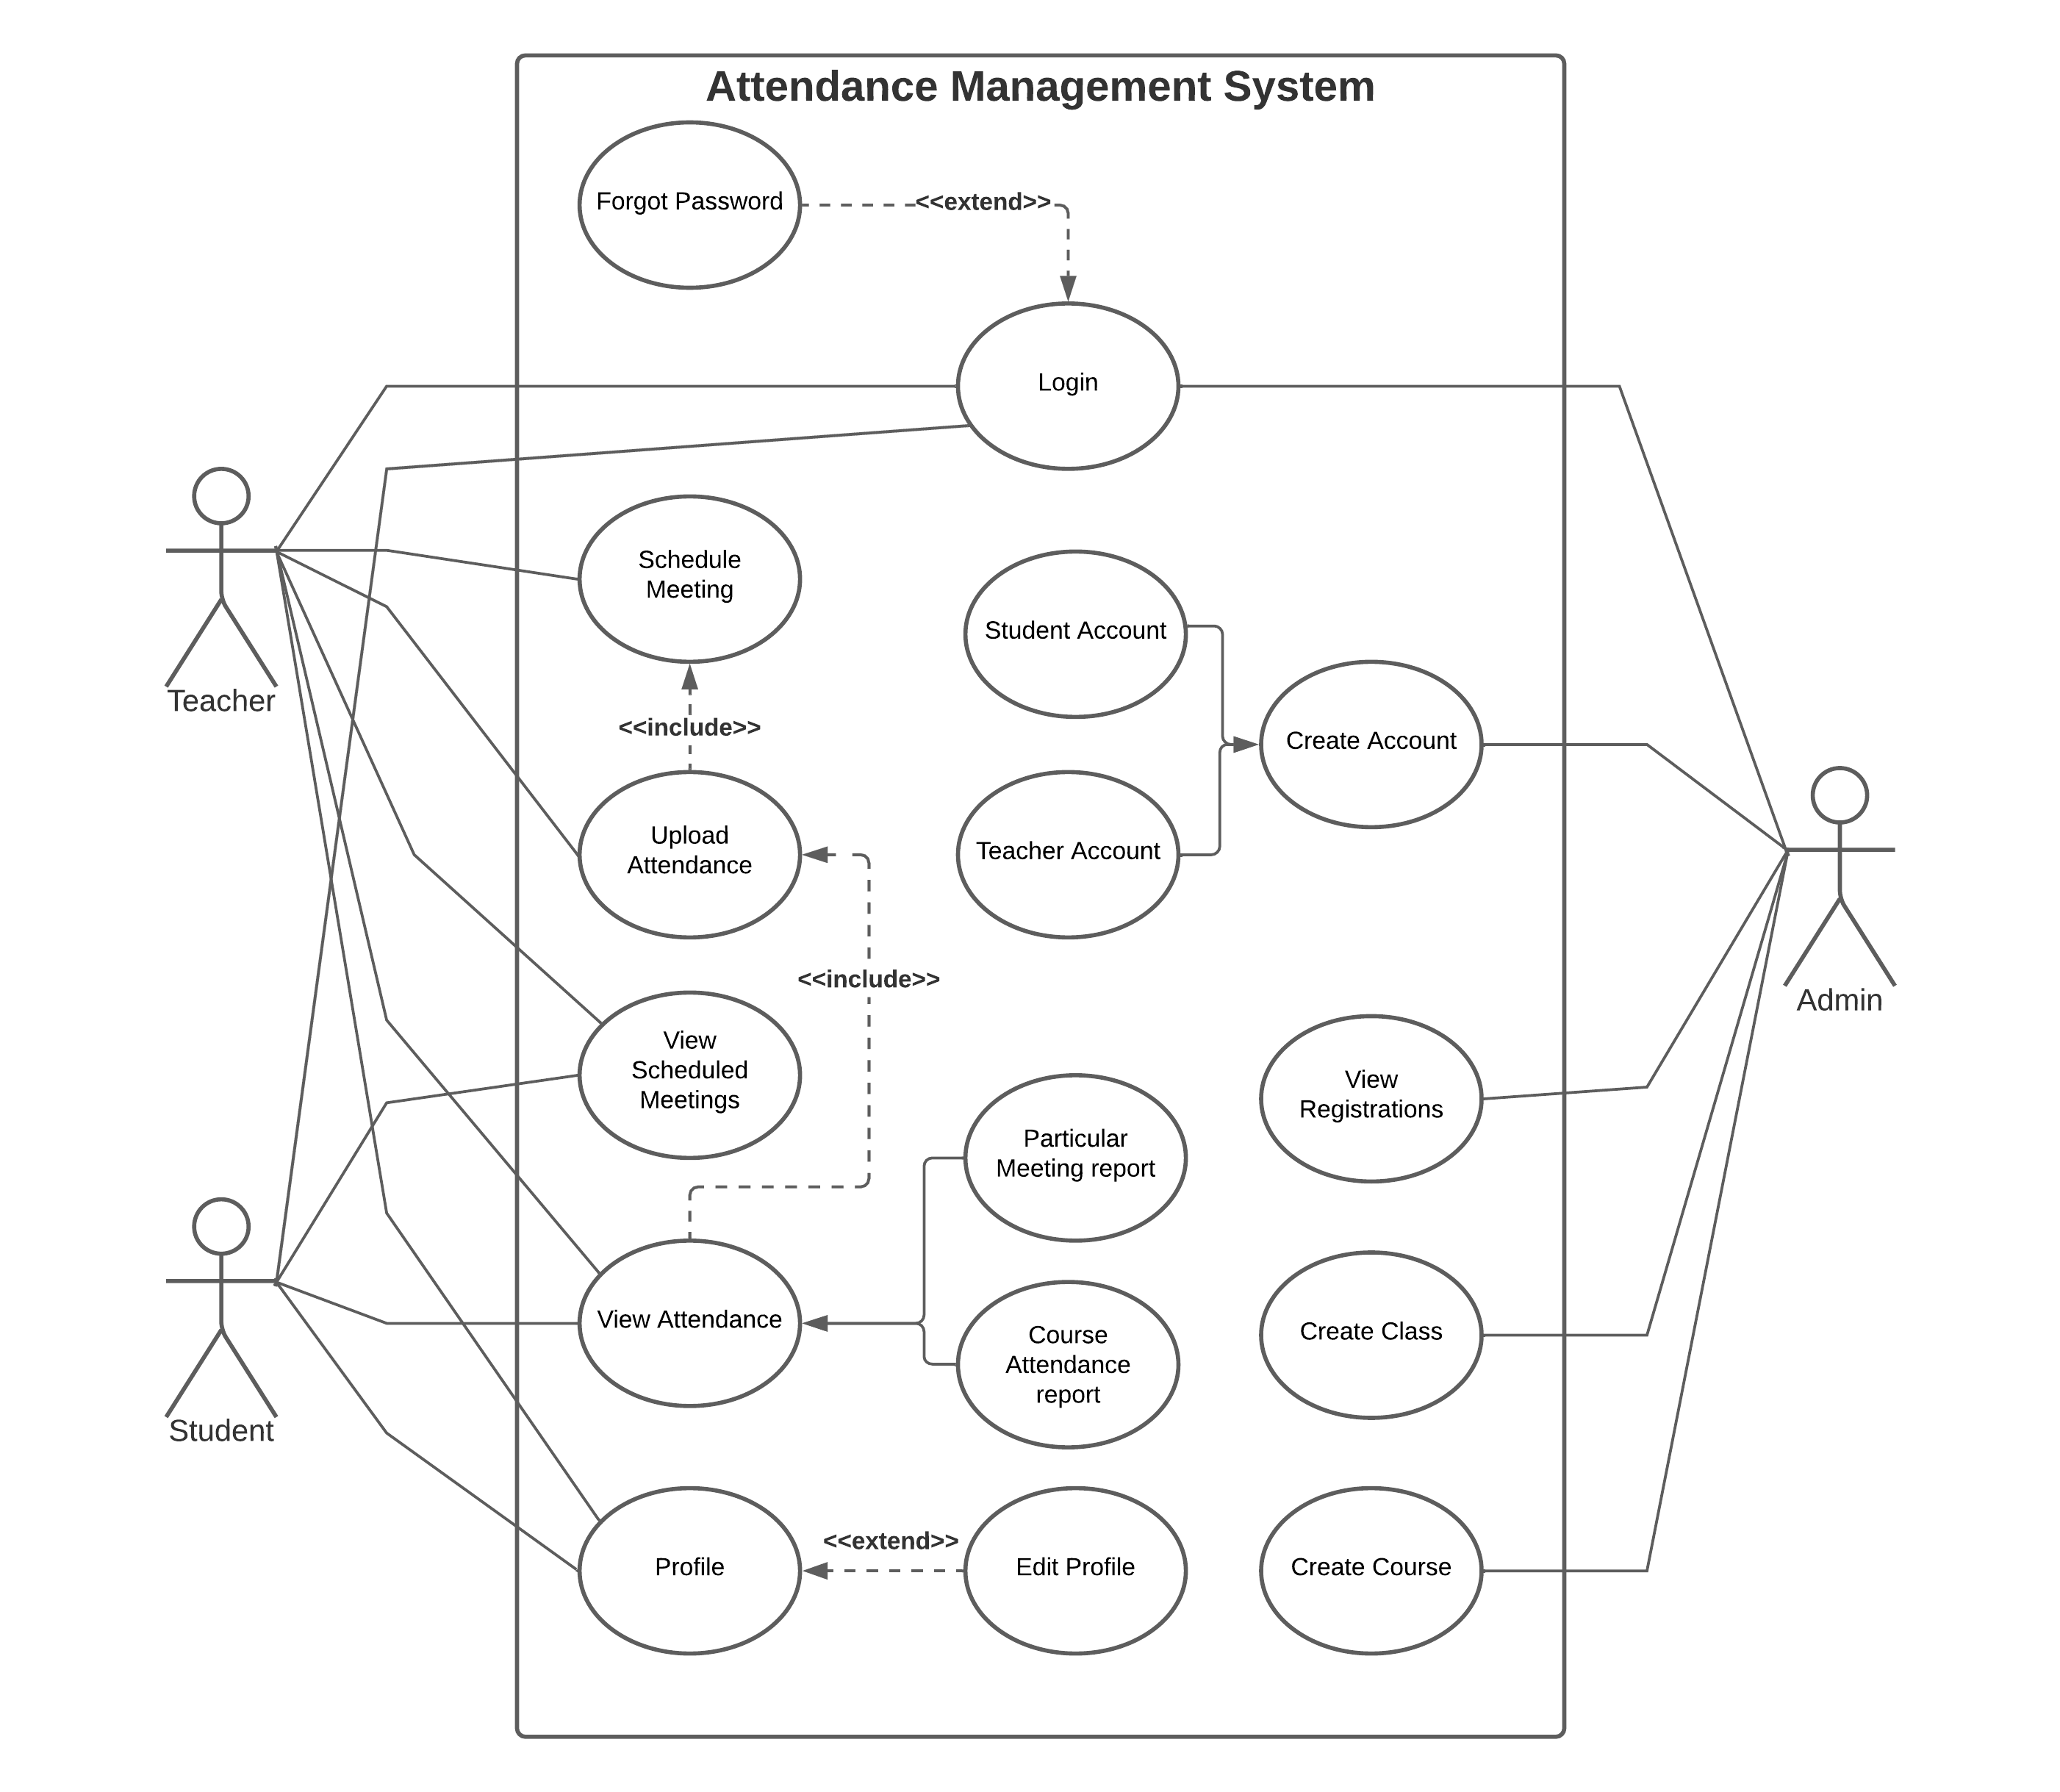 Attendance Management System
Forgot Password
<<extend>>
Login
Schedule
Meeting
Student Account
Teacher
<<include>>
Create Account
Upload
Attendance
Teacher Account
<<include>>
Admin
View
Scheduled
Meetings
View
Registrations
Particular
Meeting report
View Attendance
Course
Attendance
report
Create Class
Student
<<extend>>
Profile
Edit Profile
Create Course